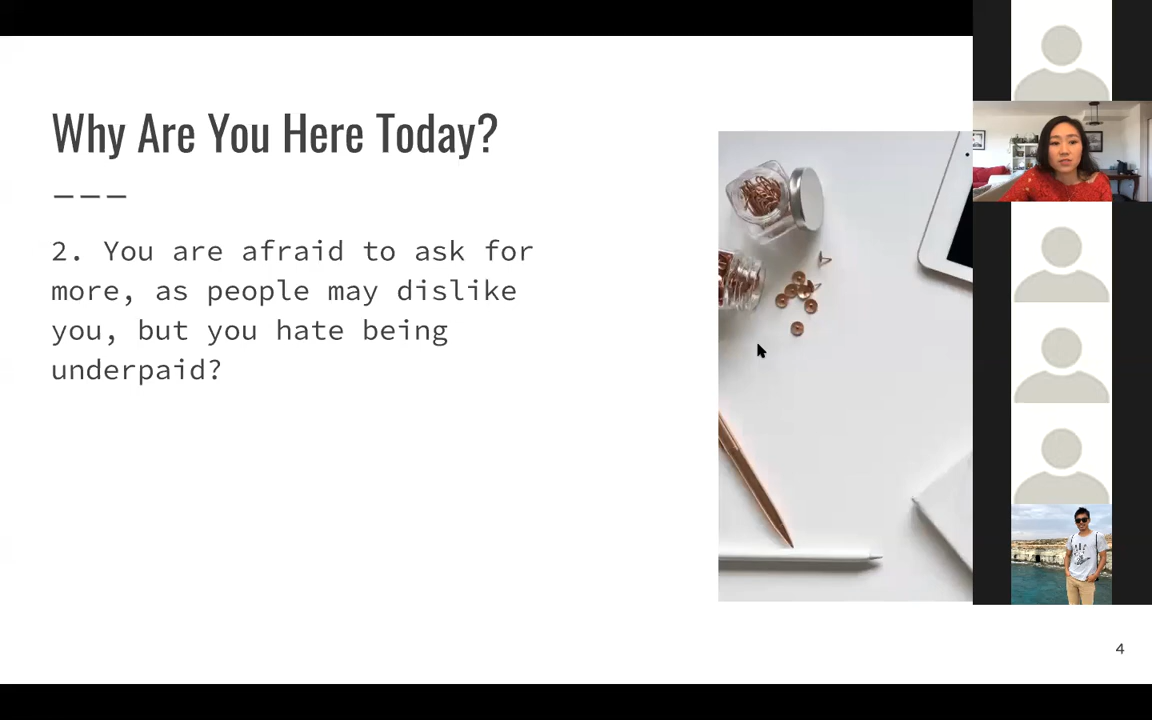 Why Are You Here Today?
2. You are afraid to ask for
more, as people may dislike
you, but you hate being
underpaid?
4